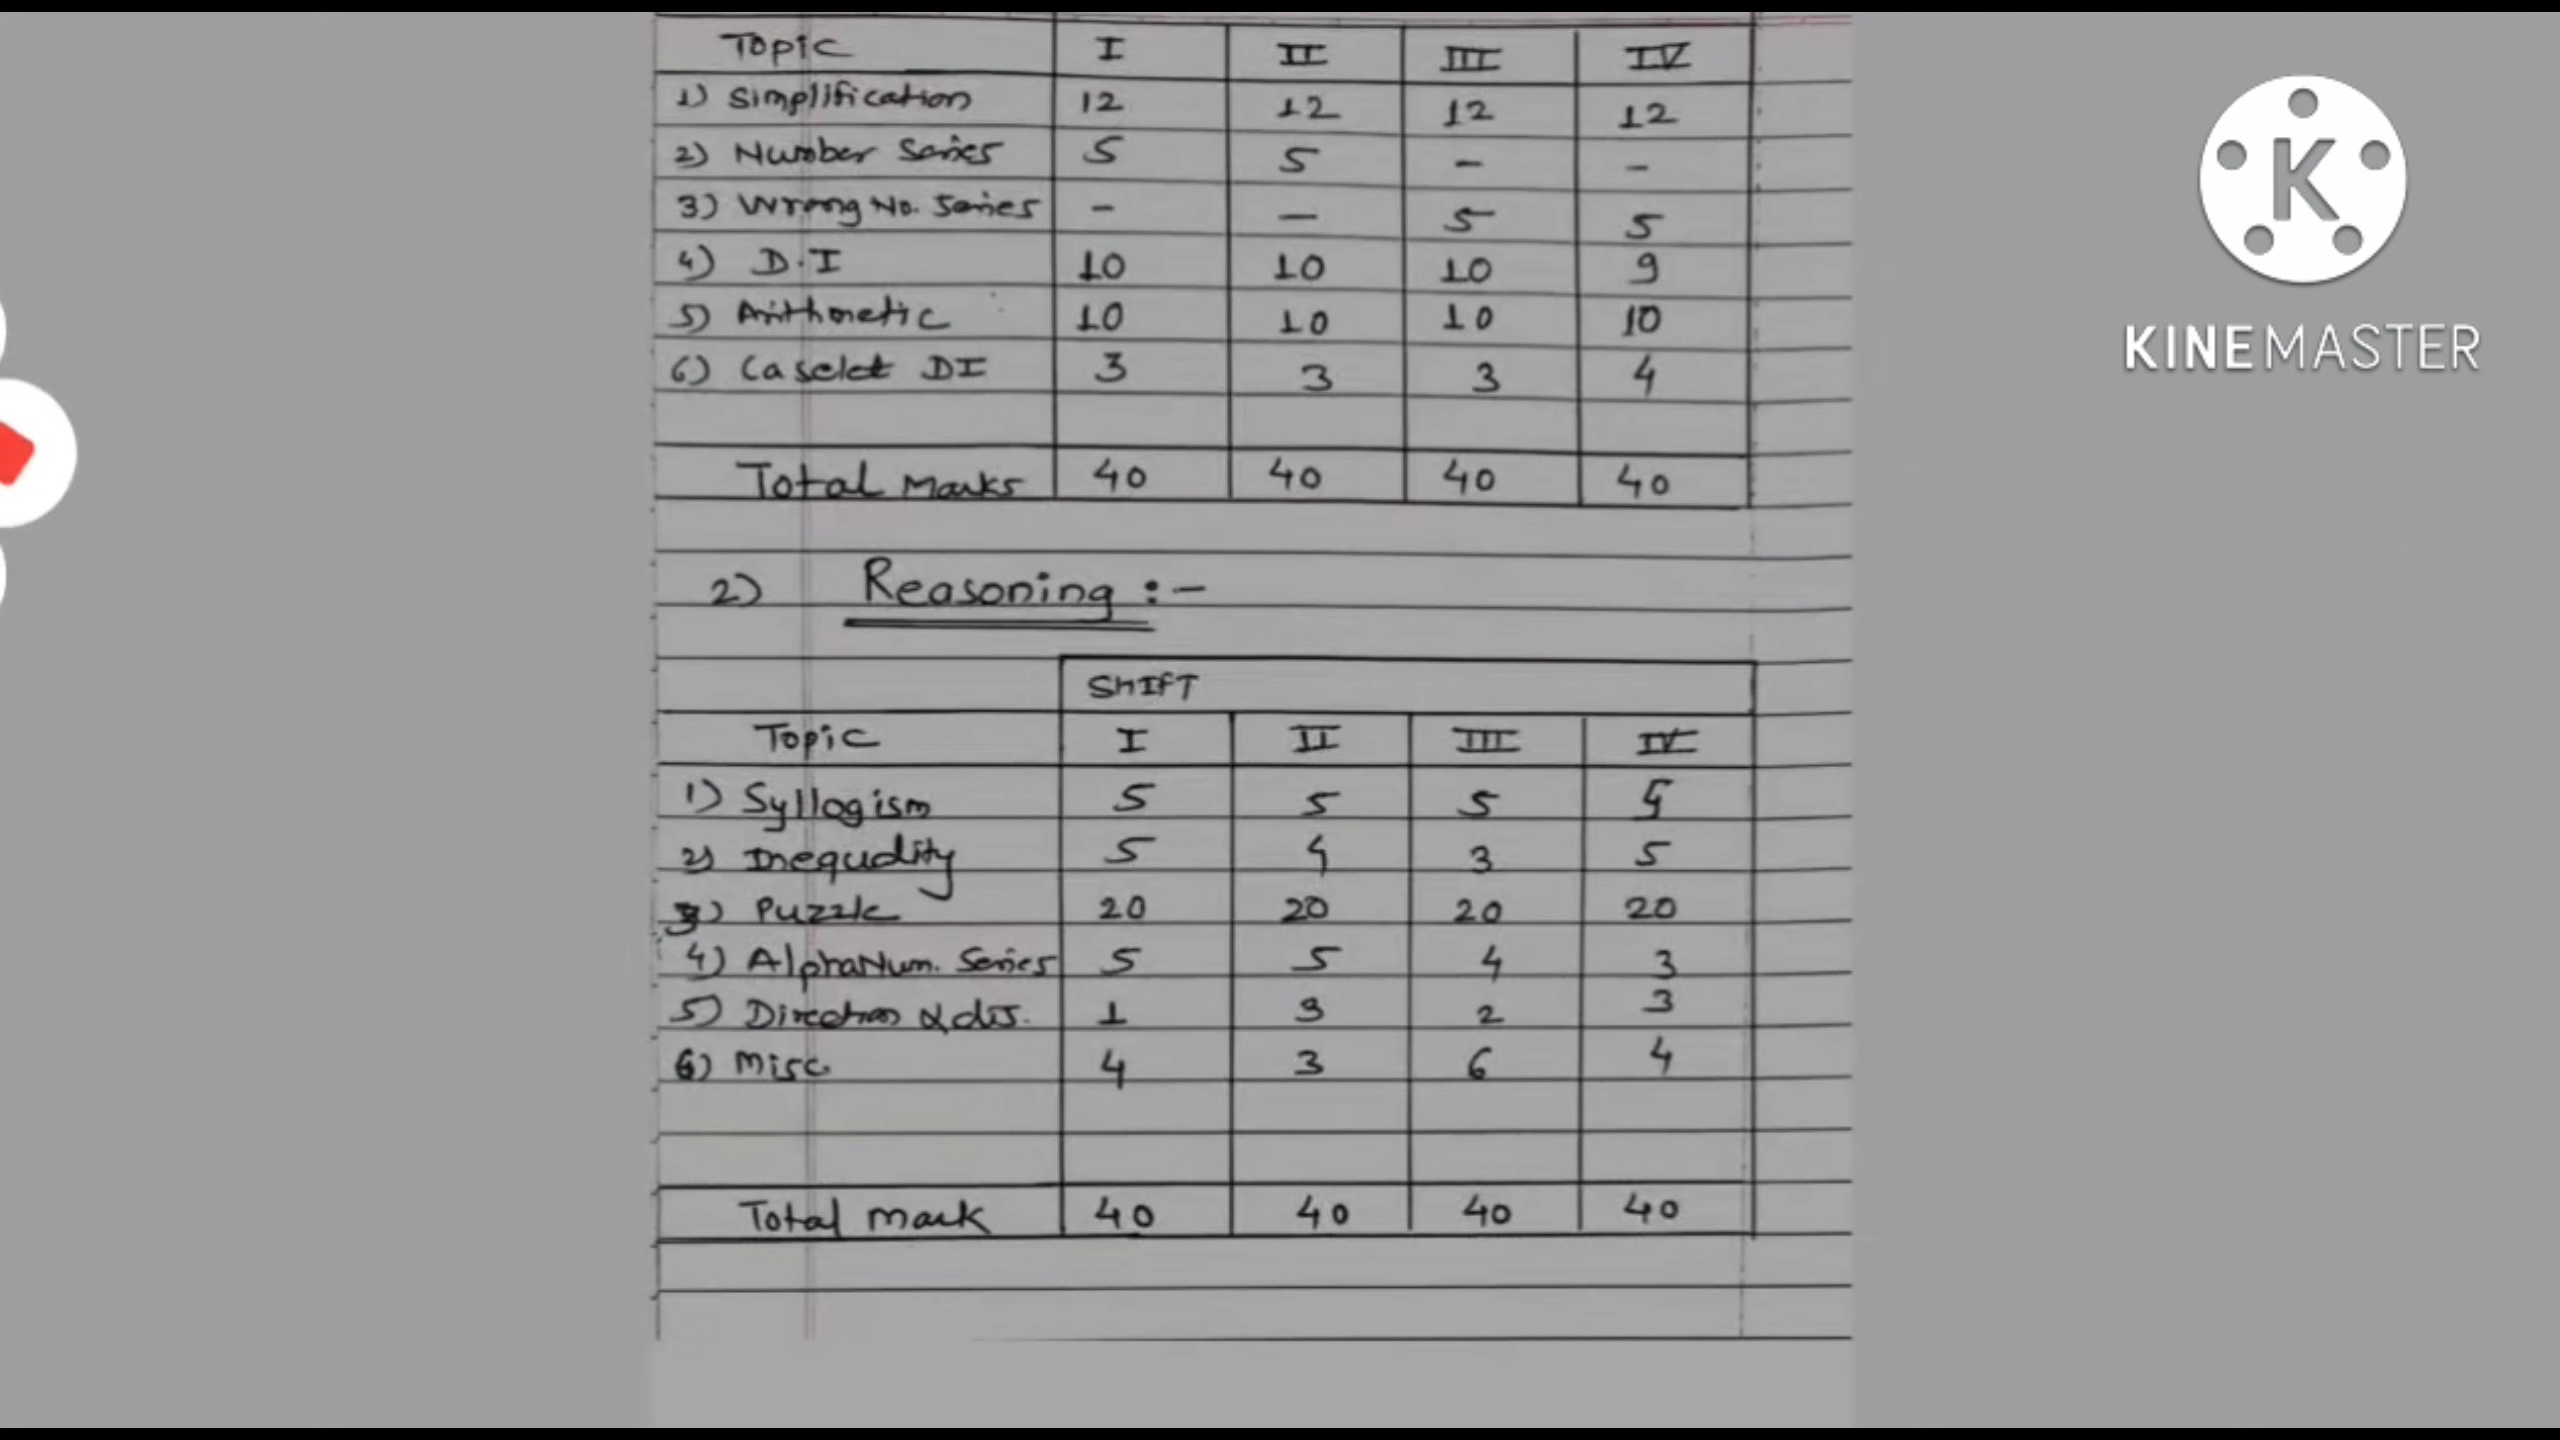 Topic I II III IV
1) Simplification 12 12 12 12
2) Number Series 5 5 - -
3) Wrong No. Series - - 5 5
4) D.I 10 10 10 9
5) Arithmetic 10 10 10 10
6) Caselet DI 3 3 3 4
Total Marks 40 40 40 40
2) Reasoning :-
SHIFT
Topic I II III IV
1) Syllogism 5 5 5 5
2) Inequality 5 4 3 5
3) Puzzle 20 20 20 20
4) AlphaNum. Series 5 5 4 3
5) Direction & dis. 1 3 2 3
6) Misc. 4 3 6 4
Total mark 40 40 40 40
K
KINEMASTER